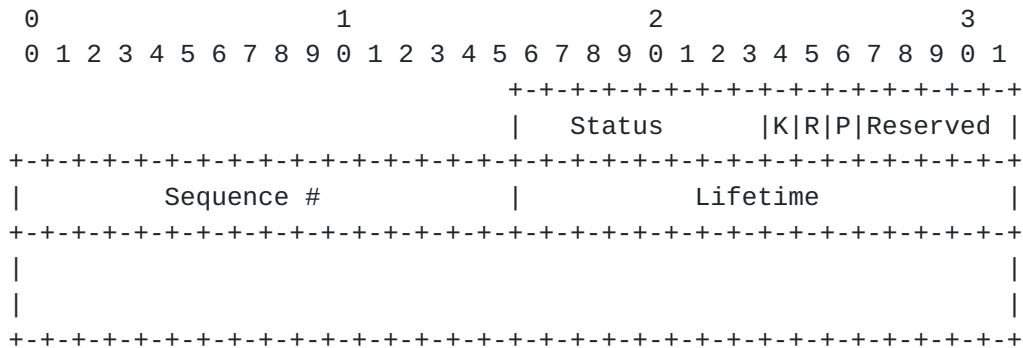 0                   1                   2                   3
 0 1 2 3 4 5 6 7 8 9 0 1 2 3 4 5 6 7 8 9 0 1 2 3 4 5 6 7 8 9 0 1
                                +-+-+-+-+-+-+-+-+-+-+-+-+-+-+-+-+
                                |   Status      |K|R|P|Reserved |
+-+-+-+-+-+-+-+-+-+-+-+-+-+-+-+-+-+-+-+-+-+-+-+-+-+-+-+-+-+-+-+-+
|         Sequence #            |           Lifetime            |
+-+-+-+-+-+-+-+-+-+-+-+-+-+-+-+-+-+-+-+-+-+-+-+-+-+-+-+-+-+-+-+-+
|                                                               |
|                                                               |
+-+-+-+-+-+-+-+-+-+-+-+-+-+-+-+-+-+-+-+-+-+-+-+-+-+-+-+-+-+-+-+-+